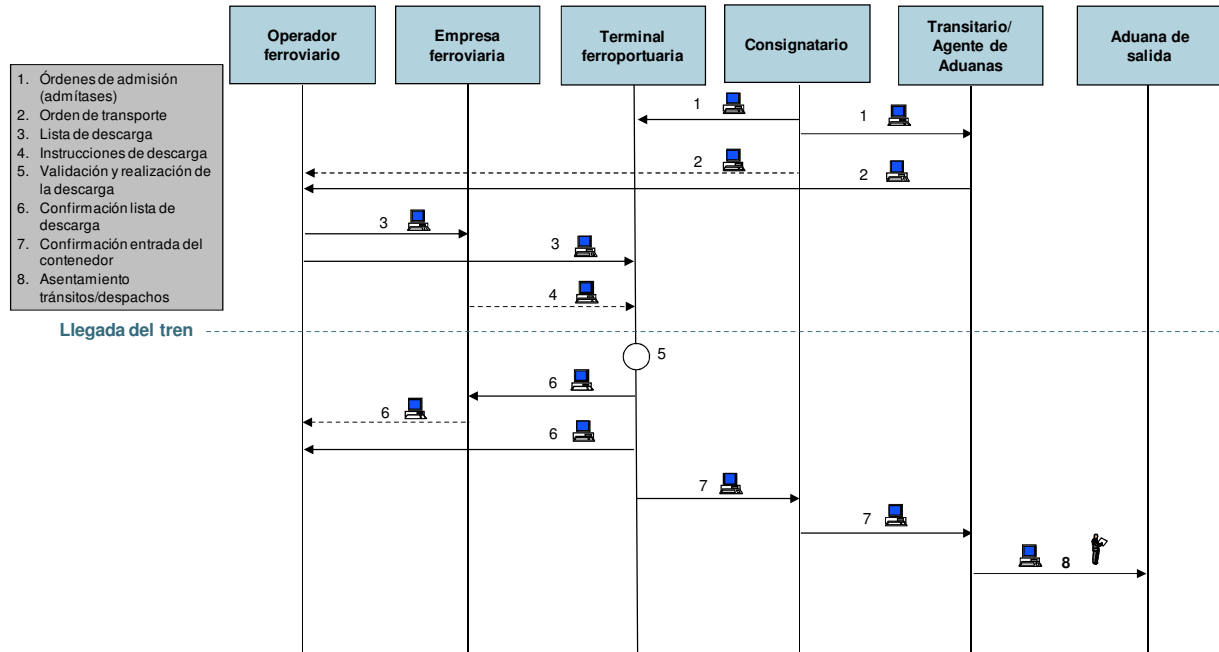 Operador
ferroviario
Empresa
ferroviaria
Terminal
ferroportuaria
Consignatario
Transitario/
Agente de
Aduanas
Aduana de
salida
1. Órdenes de admisión
(admítases)
2. Orden de transporte
3. Lista de descarga
4. Instrucciones de descarga
5. Validación y realización de
la descarga
6. Confirmación lista de
descarga
7. Confirmación entrada del
contenedor
8. Asentamiento
tránsitos/despachos
1
1
2
2
3
3
4
Llegada del tren
5
6
6
6
7
7
8